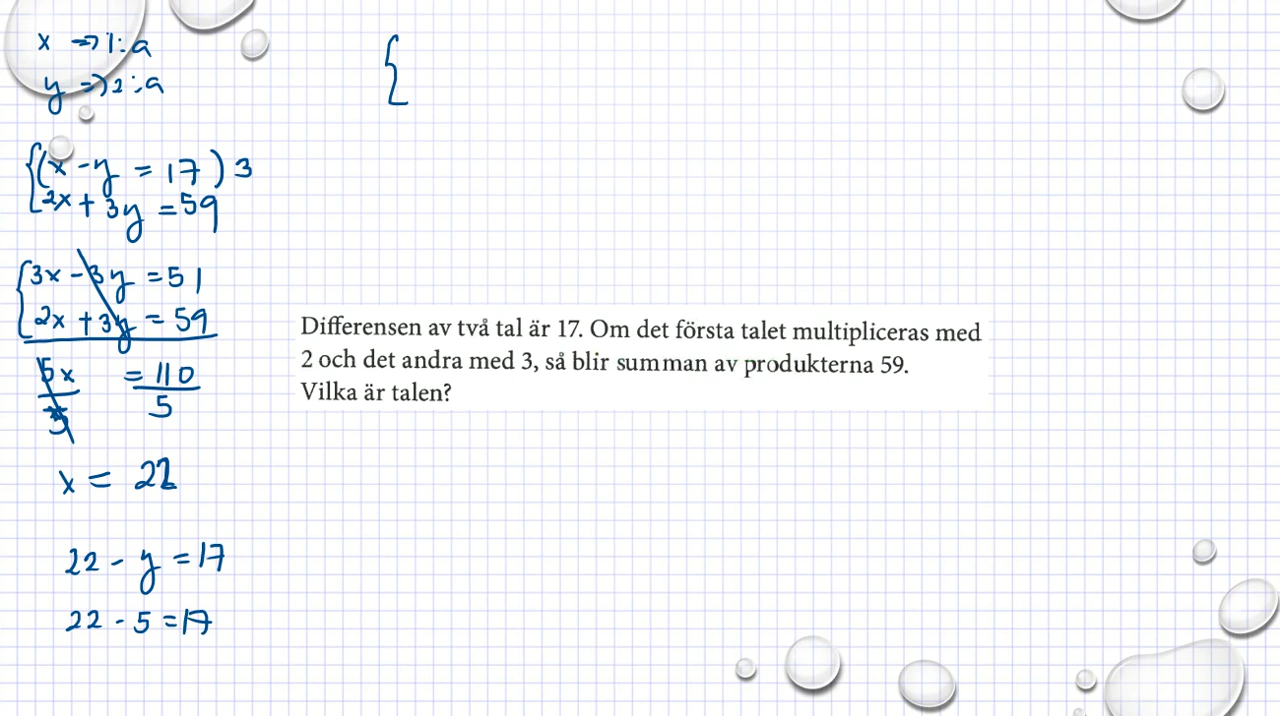 x => 1:a
y => 2:a
{(x - y = 17) 3
2x + 3y = 59
{3x - 3y = 51
2x + 3y = 59
5x = 110
5 5
x = 22
22 - y = 17
22 - 5 = 17
{
Differensen av två tal är 17. Om det första talet multipliceras med
2 och det andra med 3, så blir summan av produkterna 59.
Vilka är talen?